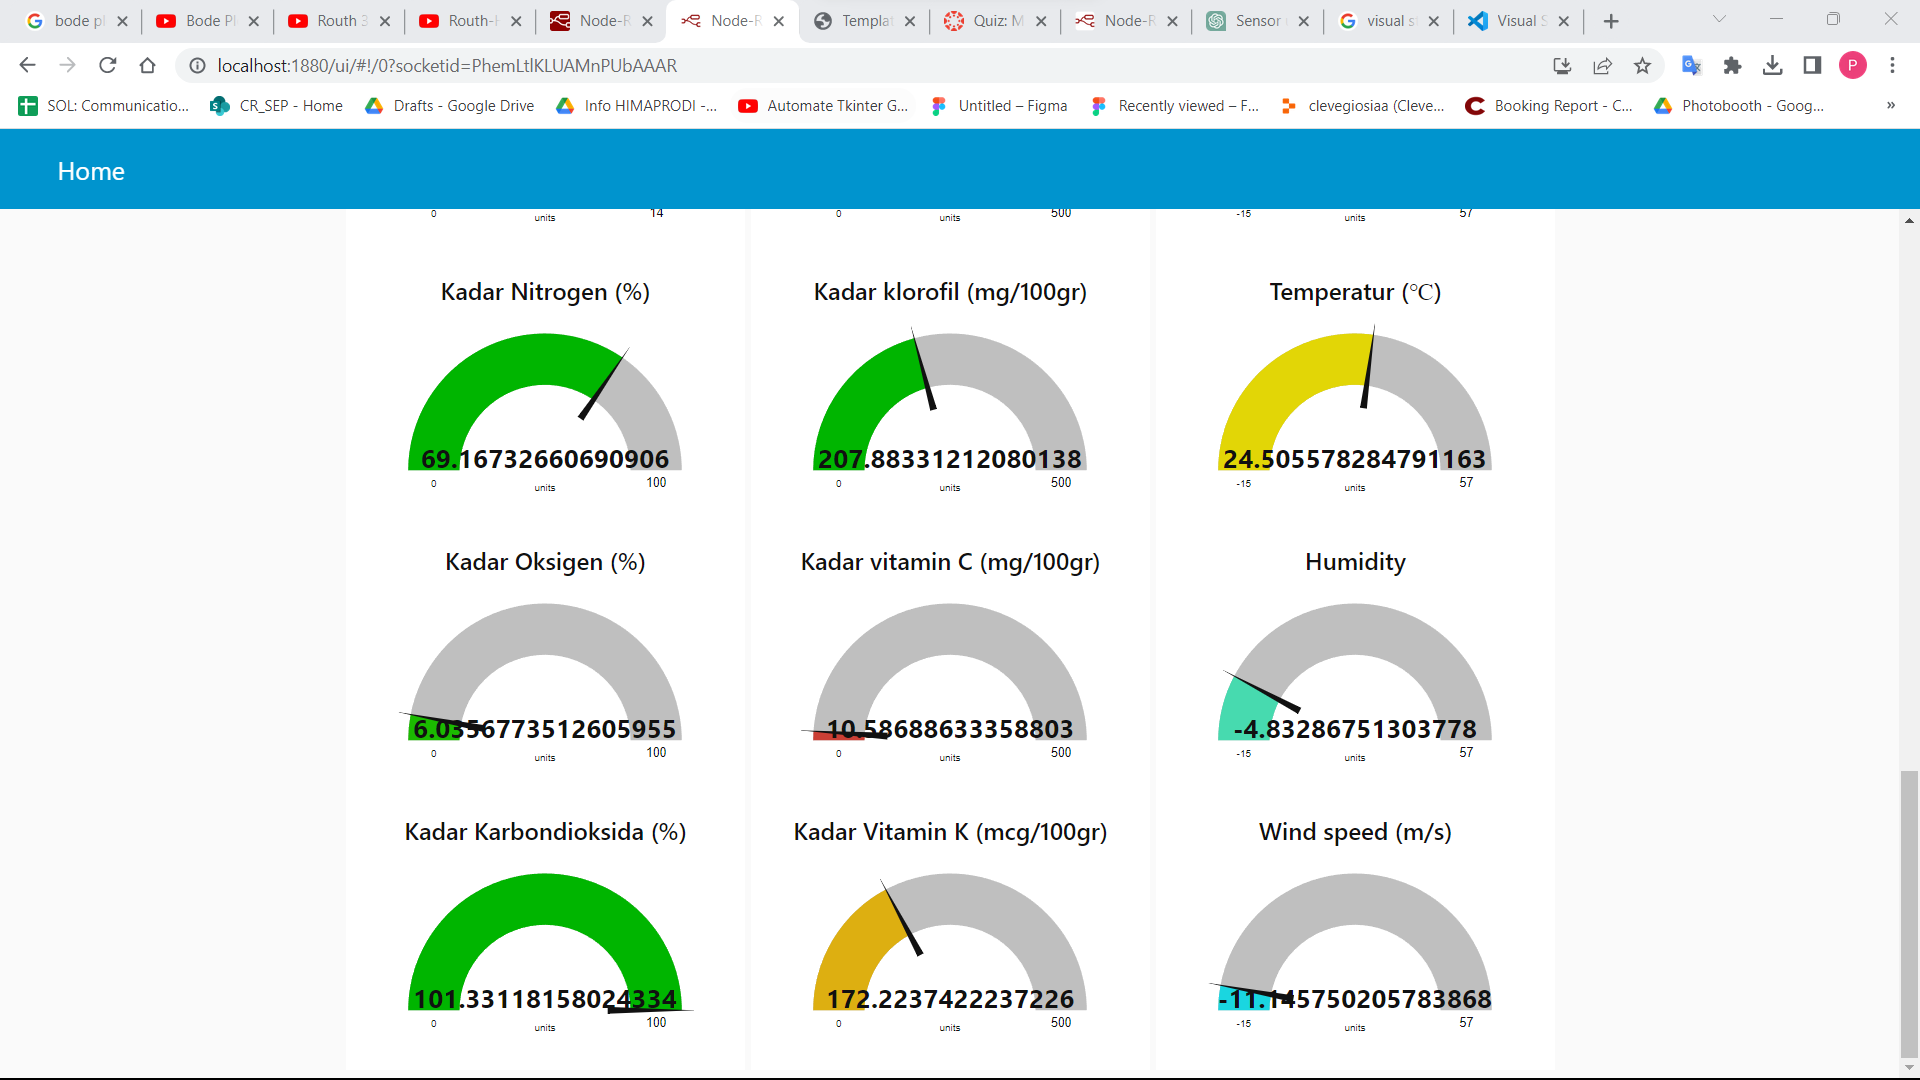 bode pl
Bode Pl
Routh 3
Routh-H
Node-R
Node-R
Templat
Quiz: M
Node-R
Sensor
visual st
Visual S
localhost:1880/ui/#!/0?socketid=PhemLtlKLUAMnPUbAAAR
P
SOL: Communicatio...
CR_SEP - Home
Drafts - Google Drive
Info HIMAPRODI -...
Automate Tkinter G...
Untitled – Figma
Recently viewed – F...
clevegiosiaa (Cleve...
Booking Report - C...
Photobooth - Goog...
»
Home
0 units 14
0 units 500
-15 units 57
Kadar Nitrogen (%)
69.16732660690906
0 units 100
Kadar klorofil (mg/100gr)
207.88331212080138
0 units 500
Temperatur (℃)
24.505578284791163
-15 units 57
Kadar Oksigen (%)
6.0356773512605955
0 units 100
Kadar vitamin C (mg/100gr)
10.58688633358803
0 units 500
Humidity
-4.83286751303778
-15 units 57
Kadar Karbondioksida (%)
101.33118158024334
0 units 100
Kadar Vitamin K (mcg/100gr)
172.2237422237226
0 units 500
Wind speed (m/s)
-11.145750205783868
-15 units 57